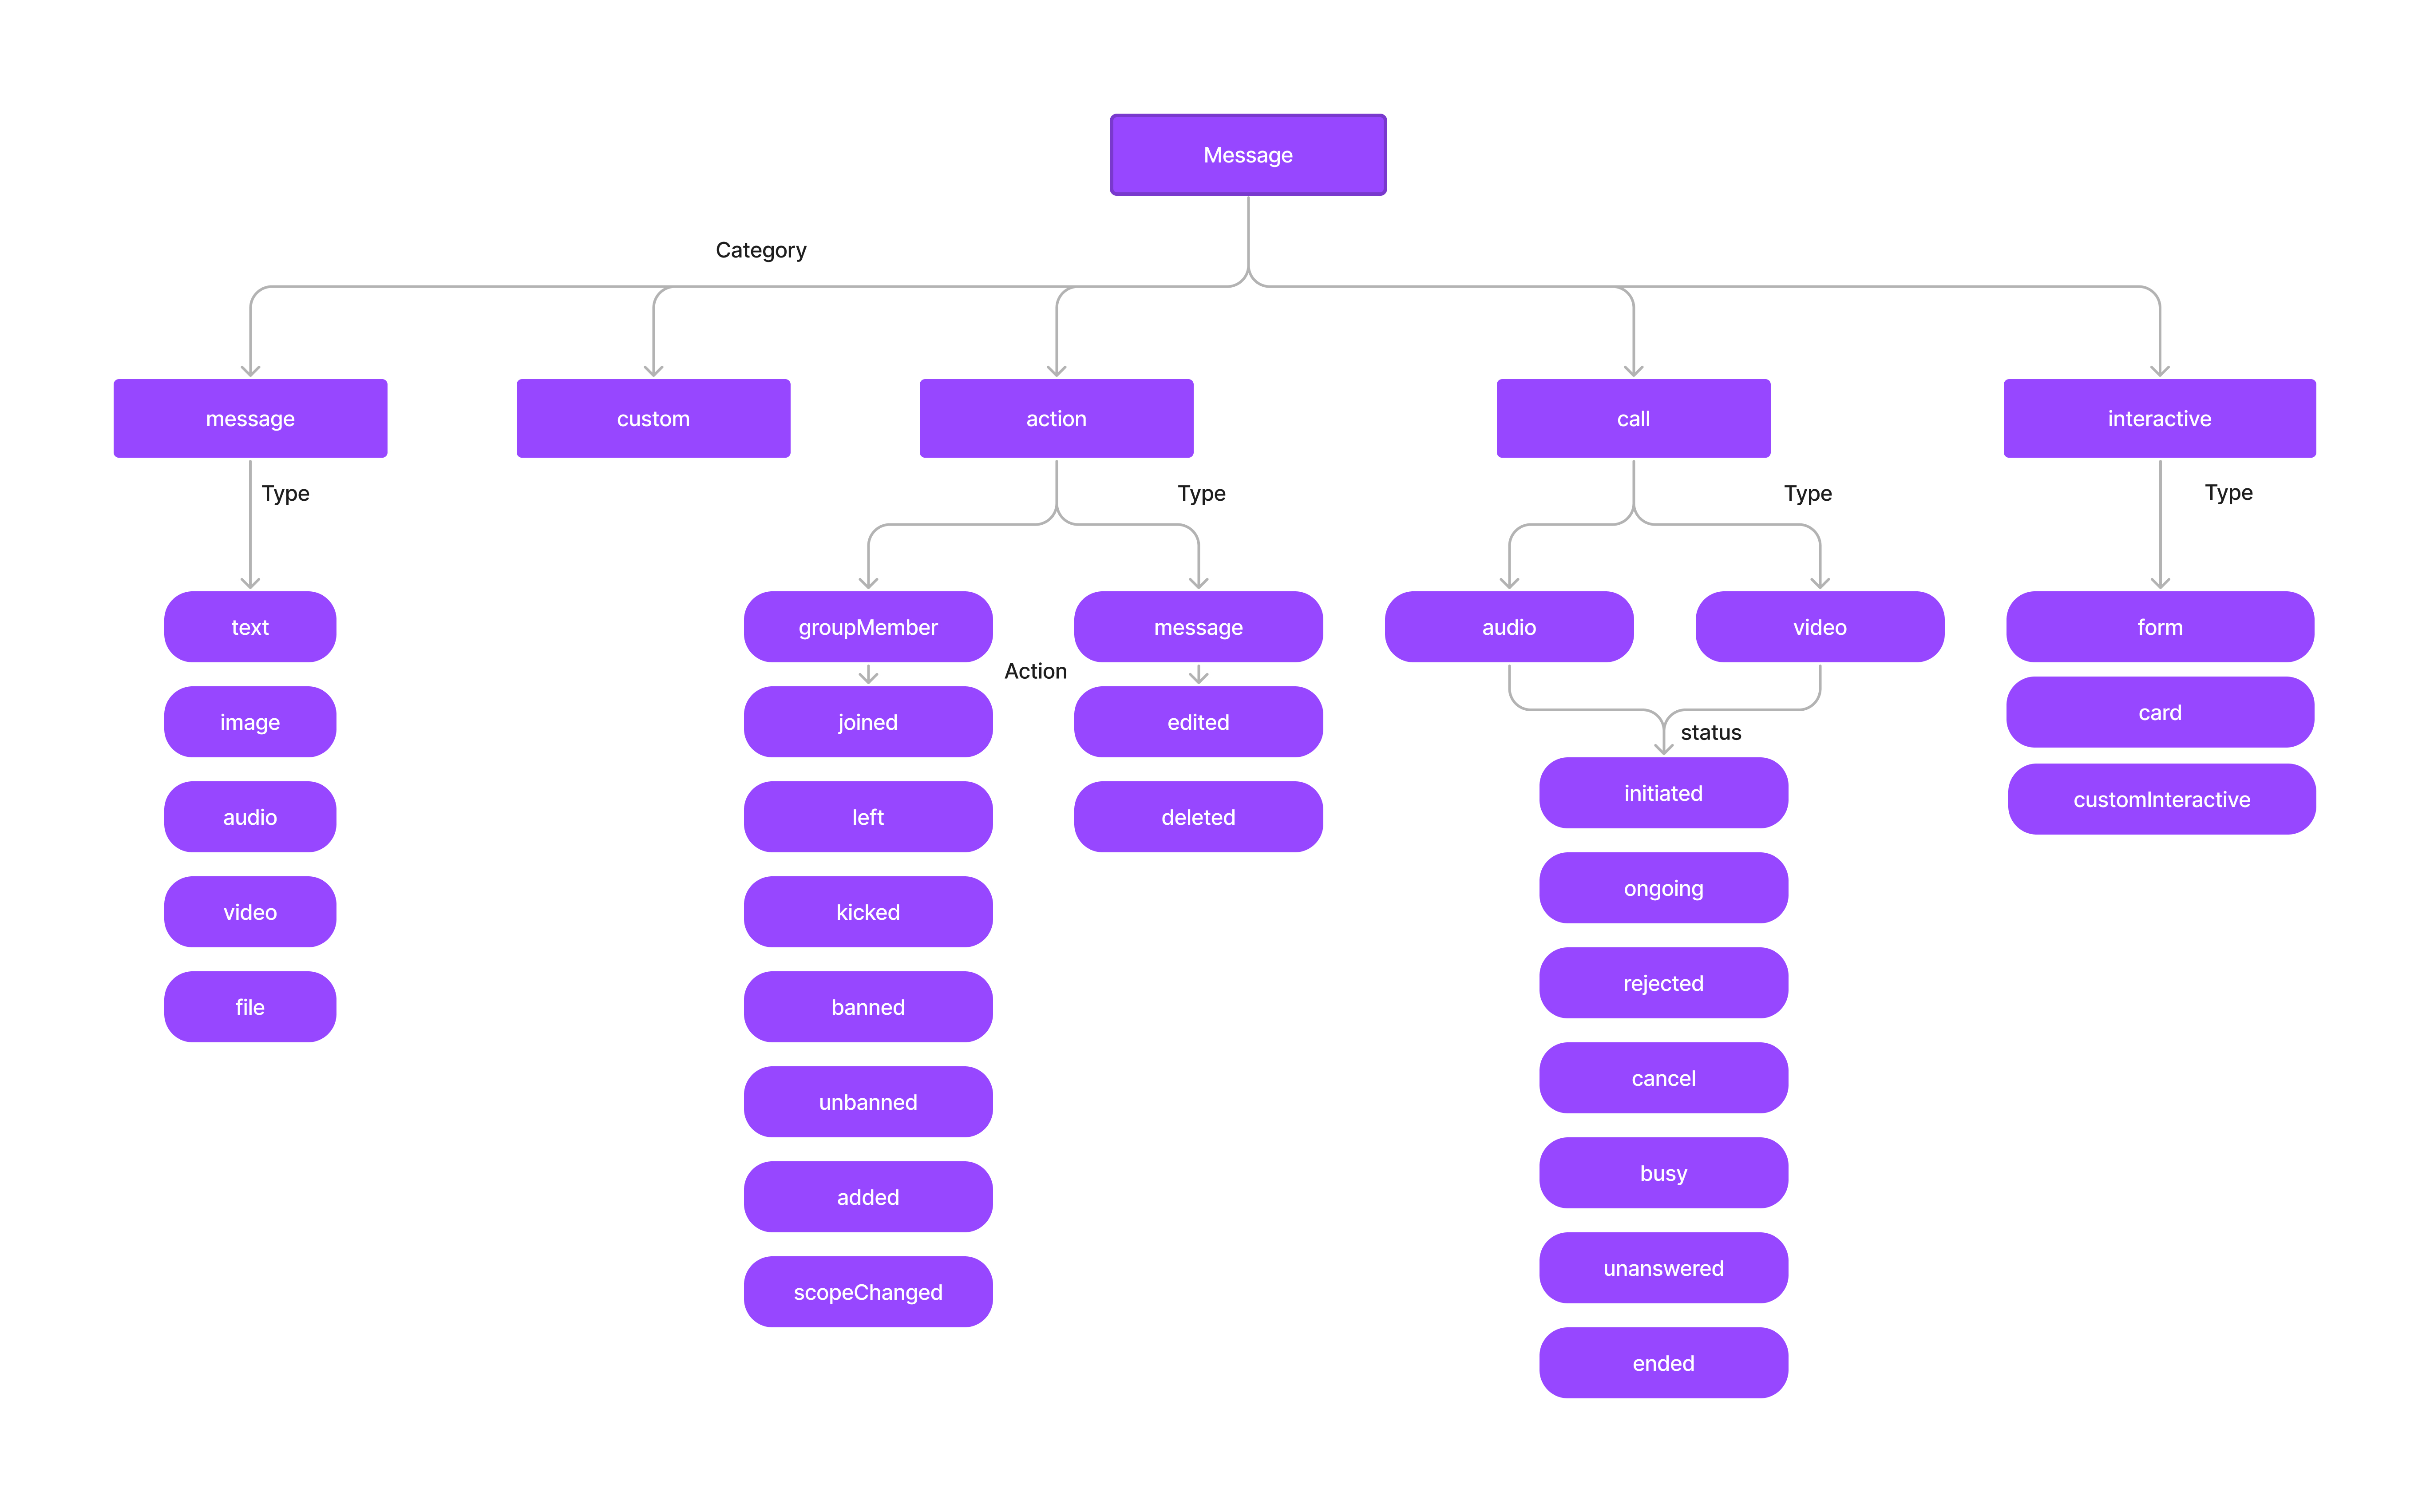 Message
Category
message
custom
action
call
interactive
Type
Type
Type
Type
text
image
audio
video
file
groupMember
message
Action
joined
left
kicked
banned
unbanned
added
scopeChanged
edited
deleted
audio
video
status
initiated
ongoing
rejected
cancel
busy
unanswered
ended
form
card
customInteractive